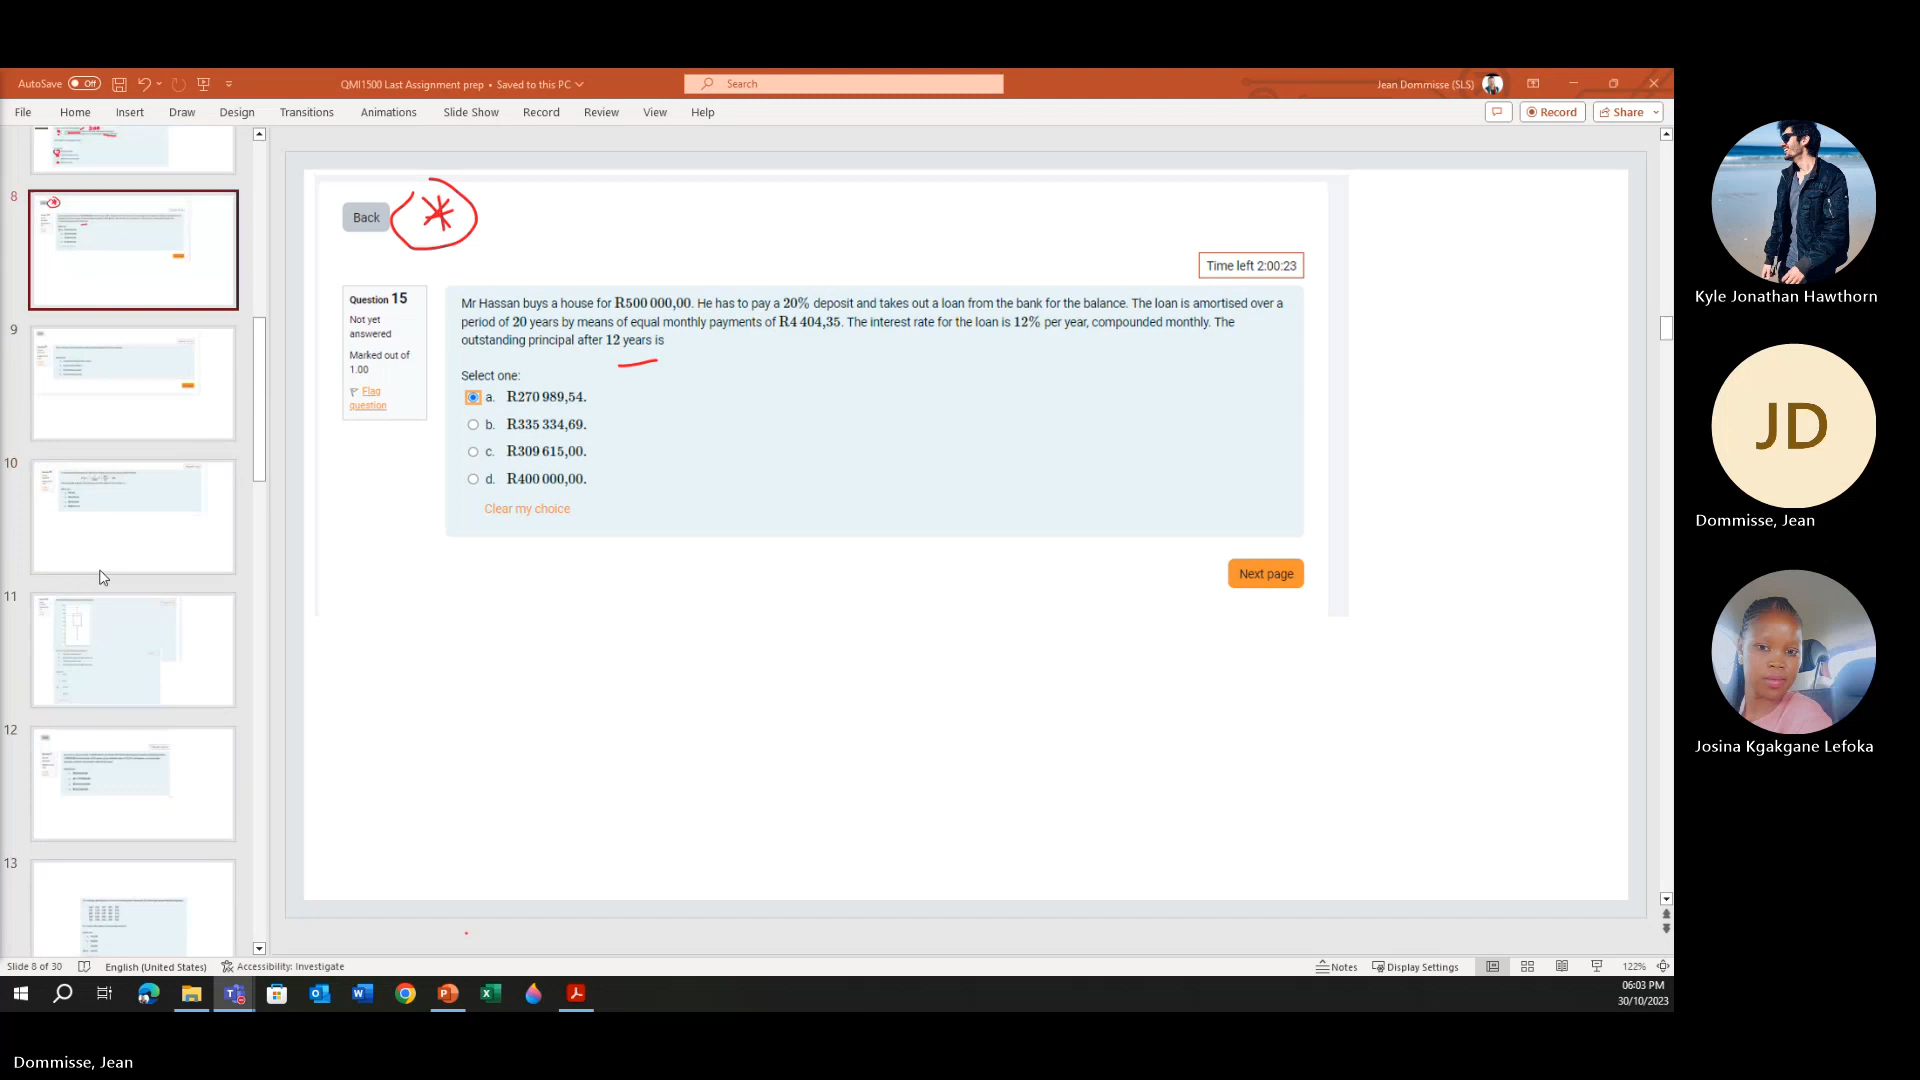 AutoSave Off QMI1500 Last Assignment prep • Saved to this PC Search Jean Dommisse (SLS)
File Home Insert Draw Design Transitions Animations Slide Show Record Review View Help Record Share
8
9
10
11
12
13
Back *
Time left 2:00:23
Question 15
Not yet
answered
Marked out of
1.00
Flag
question
Mr Hassan buys a house for R500 000,00. He has to pay a 20% deposit and takes out a loan from the bank for the balance. The loan is amortised over a
period of 20 years by means of equal monthly payments of R4 404,35. The interest rate for the loan is 12% per year, compounded monthly. The
outstanding principal after 12 years is
Select one:
a. R270 989,54.
b. R335 334,69.
c. R309 615,00.
d. R400 000,00.
Clear my choice
Next page
Slide 8 of 30 English (United States) Accessibility: Investigate Notes Display Settings 122%
06:03 PM
30/10/2023
Kyle Jonathan Hawthorn
JD
Dommisse, Jean
Josina Kgakgane Lefoka
Dommisse, Jean